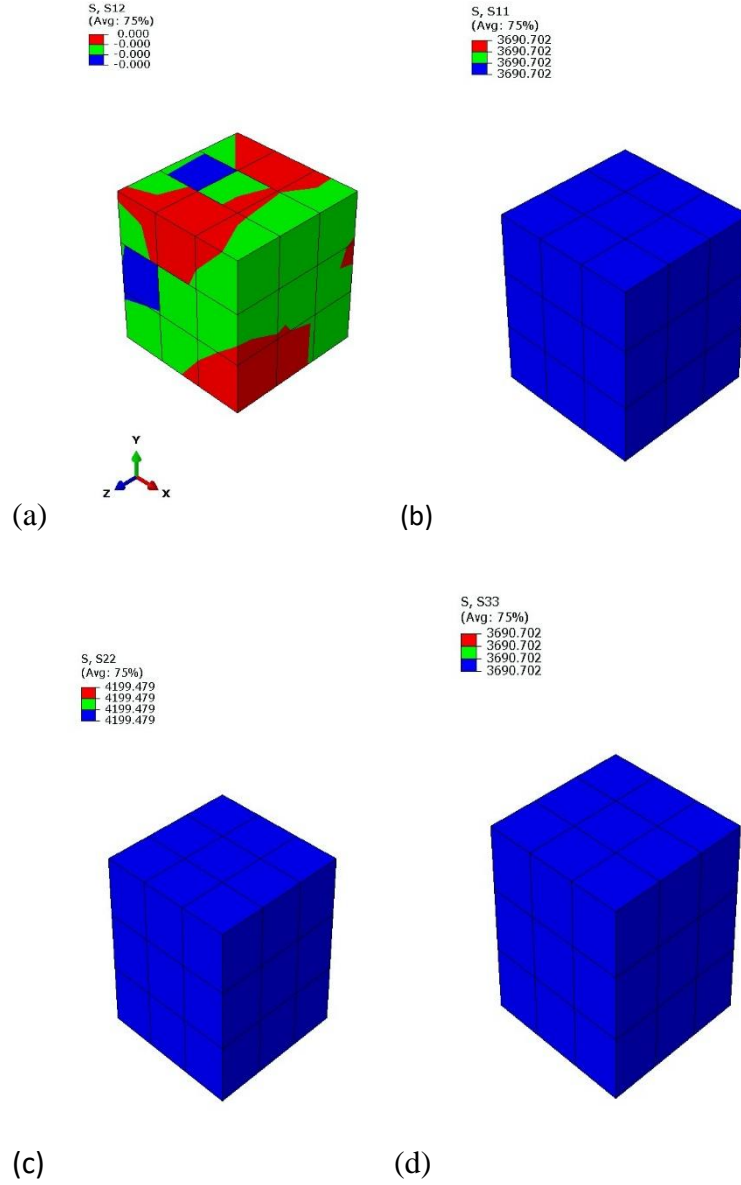 S, S12
(Avg: 75%)
0.000
-0.000
-0.000
-0.000
S, S11
(Avg: 75%)
3690.702
3690.702
3690.702
3690.702
Y
Z
X
(a)
(b)
S, S22
(Avg: 75%)
4199.479
4199.479
4199.479
4199.479
S, S33
(Avg: 75%)
3690.702
3690.702
3690.702
3690.702
(c)
(d)